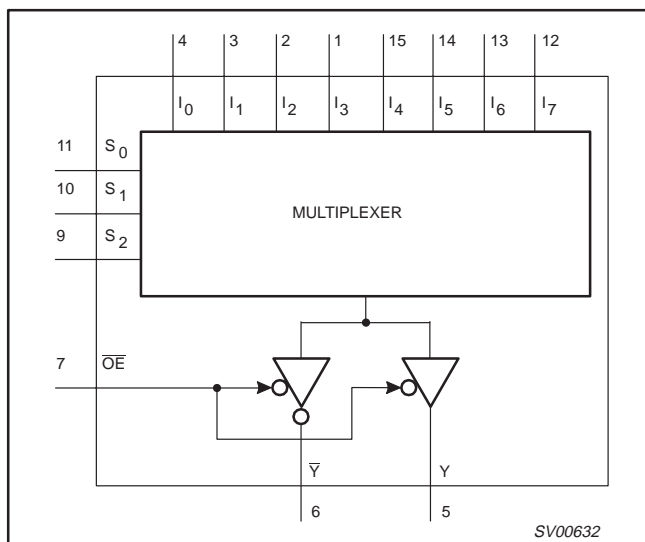 4 3 2 1 15 14 13 12
I0 I1 I2 I3 I4 I5 I6 I7
11 S0
10 S1
MULTIPLEXER
9 S2
7 O̅E̅
Y̅ Y
6 5
SV00632